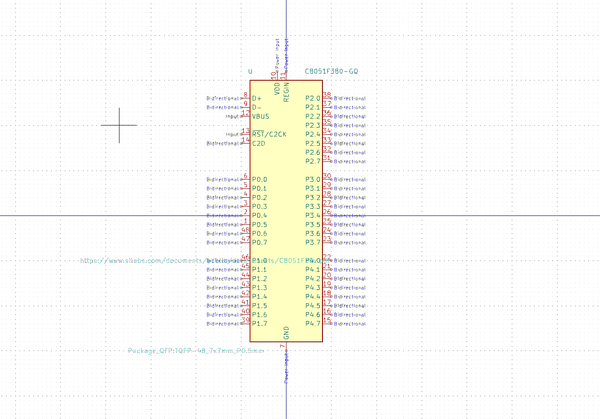 Power input
Power input
U C8051F380-GQ
10 11
VDD REGIN
Bidirectional 8 D+ P2.0 38 Bidirectional
Bidirectional 9 D- P2.1 37 Bidirectional
Input 12 VBUS P2.2 36 Bidirectional
P2.3 35 Bidirectional
Input 13 RST/C2CK P2.4 34 Bidirectional
Bidirectional 14 C2D P2.5 33 Bidirectional
P2.6 32 Bidirectional
P2.7 31 Bidirectional
Bidirectional 6 P0.0 P3.0 30 Bidirectional
Bidirectional 5 P0.1 P3.1 29 Bidirectional
Bidirectional 4 P0.2 P3.2 28 Bidirectional
Bidirectional 3 P0.3 P3.3 27 Bidirectional
Bidirectional 2 P0.4 P3.4 26 Bidirectional
Bidirectional 1 P0.5 P3.5 25 Bidirectional
Bidirectional 48 P0.6 P3.6 24 Bidirectional
Bidirectional 47 P0.7 P3.7 23 Bidirectional
https://www.silabs.com/documents/ 46 P1.0 P4.0 22 Bidirectional
Bidirectional 45 P1.1 P4.1 21 Bidirectional
Bidirectional 44 P1.2 P4.2 20 Bidirectional
Bidirectional 43 P1.3 P4.3 19 Bidirectional
Bidirectional 42 P1.4 P4.4 18 Bidirectional
Bidirectional 41 P1.5 P4.5 17 Bidirectional
Bidirectional 40 P1.6 P4.6 16 Bidirectional
Bidirectional 39 P1.7 P4.7 15 Bidirectional
GND
7
Package_QFP:TQFP-48_7x7mm_P0.5mm
Power input